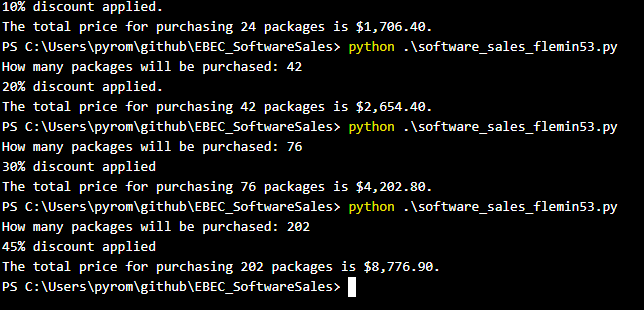 10% discount applied.
The total price for purchasing 24 packages is $1,706.40.
PS C:\Users\pyrom\github\EBEC_SoftwareSales> python .\software_sales_flemin53.py
How many packages will be purchased: 42
20% discount applied.
The total price for purchasing 42 packages is $2,654.40.
PS C:\Users\pyrom\github\EBEC_SoftwareSales> python .\software_sales_flemin53.py
How many packages will be purchased: 76
30% discount applied
The total price for purchasing 76 packages is $4,202.80.
PS C:\Users\pyrom\github\EBEC_SoftwareSales> python .\software_sales_flemin53.py
How many packages will be purchased: 202
45% discount applied
The total price for purchasing 202 packages is $8,776.90.
PS C:\Users\pyrom\github\EBEC_SoftwareSales>